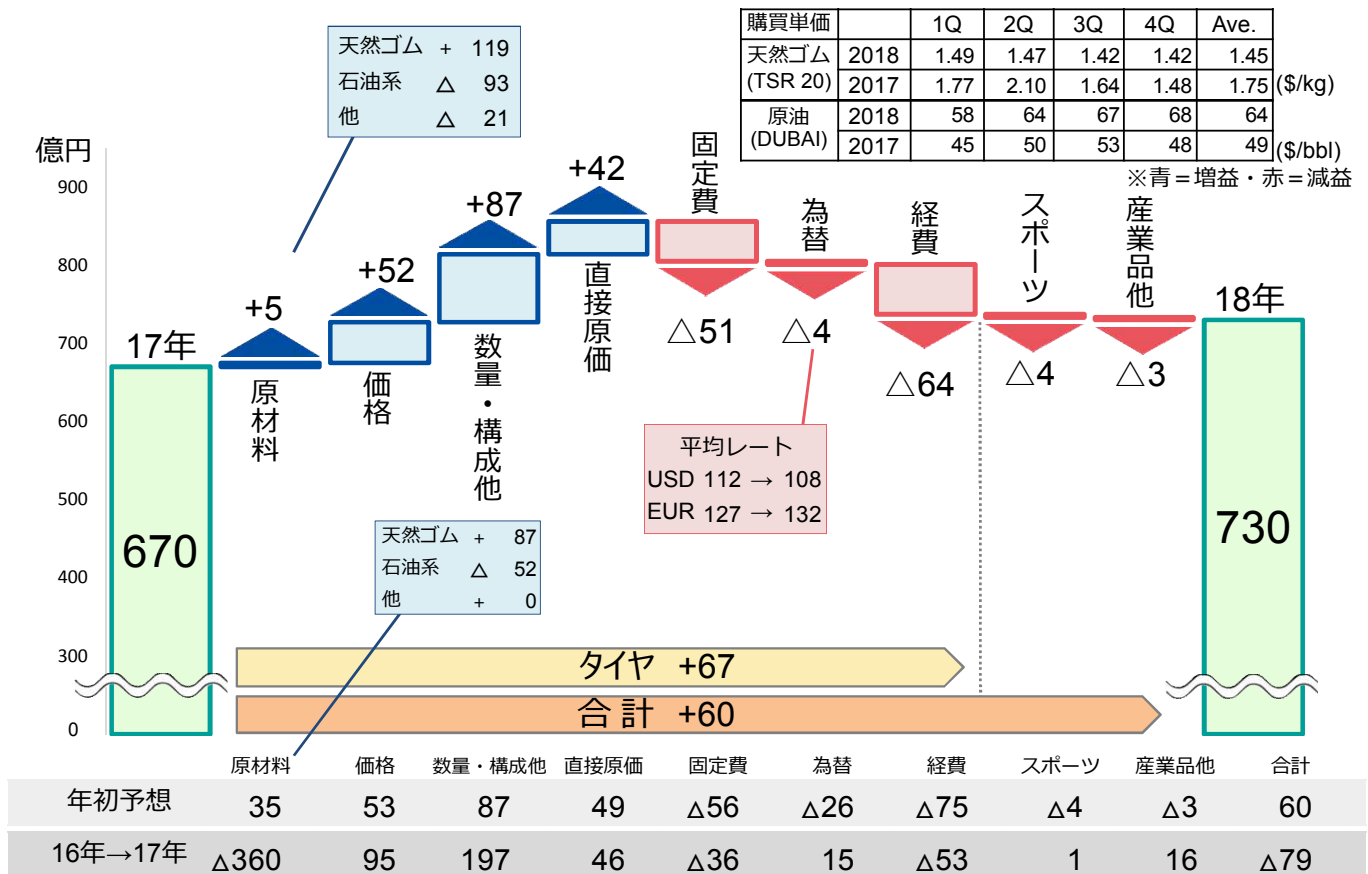 購買単価 1Q 2Q 3Q 4Q Ave.
天然ゴム 2018 1.49 1.47 1.42 1.42 1.45
(TSR 20) 2017 1.77 2.10 1.64 1.48 1.75 ($/kg)
原油 2018 58 64 67 68 64
(DUBAI) 2017 45 50 53 48 49 ($/bbl)
※青＝増益・赤＝減益
天然ゴム + 119
石油系 △ 93
他 △ 21
億円
900
800
700
600
500
400
300
0
17年
670
+5
原材料
+52
価格
+87
数量・構成他
+42
直接原価
固定費
△51
為替
△4
経費
△64
スポーツ
△4
産業品他
△3
18年
730
平均レート
USD 112 → 108
EUR 127 → 132
天然ゴム + 87
石油系 △ 52
他 + 0
タイヤ +67
合計 +60
原材料 価格 数量・構成他 直接原価 固定費 為替 経費 スポーツ 産業品他 合計
年初予想 35 53 87 49 △56 △26 △75 △4 △3 60
16年→17年 △360 95 197 46 △36 15 △53 1 16 △79